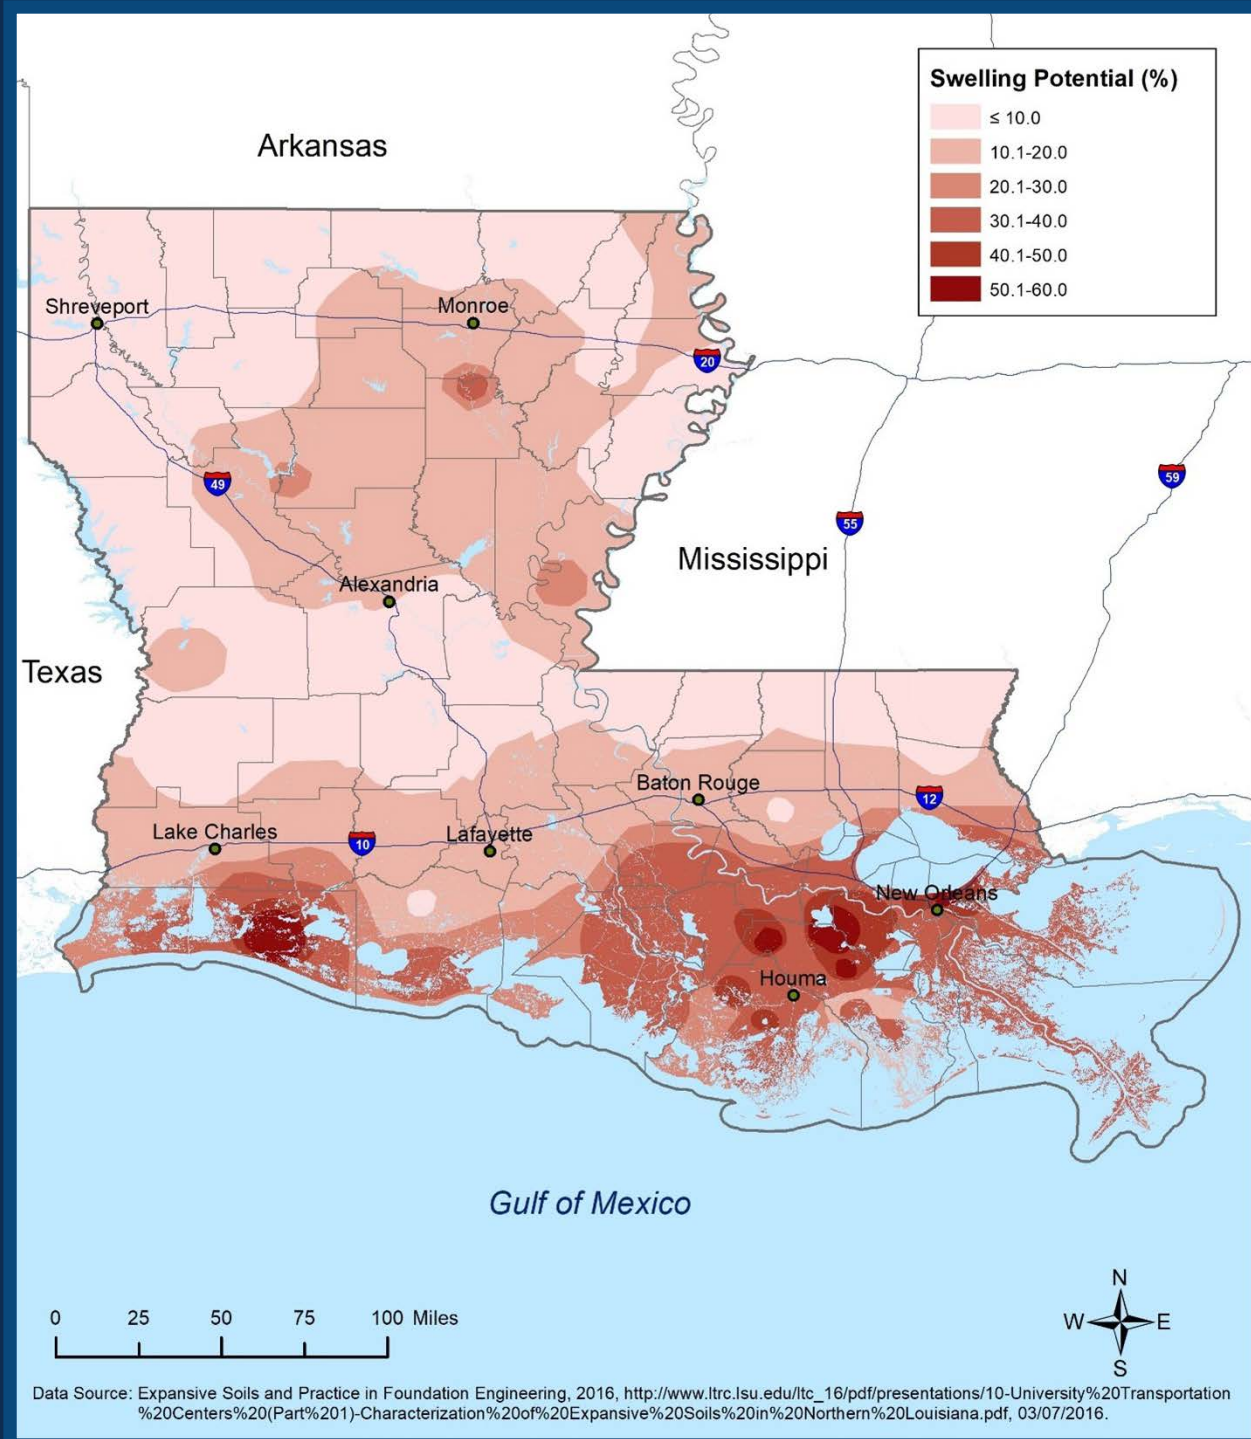 Swelling Potential (%)
≤ 10.0
10.1-20.0
20.1-30.0
30.1-40.0
40.1-50.0
50.1-60.0
Arkansas
Shreveport
Monroe
20
49
59
55
Mississippi
Alexandria
Texas
Baton Rouge
12
Lake Charles
10
Lafayette
New Orleans
Houma
Gulf of Mexico
0 25 50 75 100 Miles
N
W E
S
Data Source: Expansive Soils and Practice in Foundation Engineering, 2016, http://www.ltrc.lsu.edu/ltc_16/pdf/presentations/10-University%20Transportation
%20Centers%20(Part%201)-Characterization%20of%20Expansive%20Soils%20in%20Northern%20Louisiana.pdf, 03/07/2016.